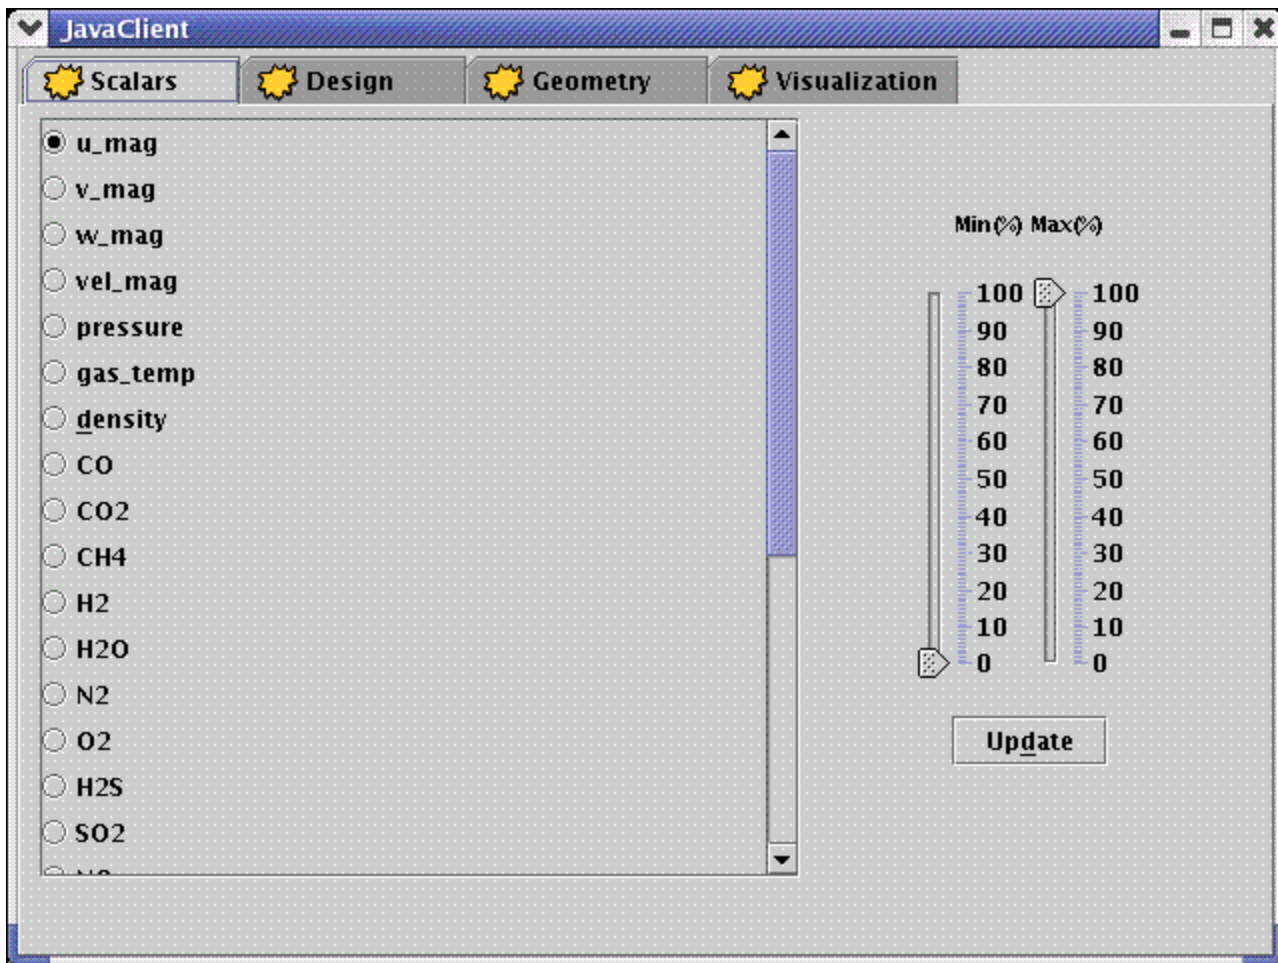 JavaClient
Scalars Design Geometry Visualization
u_mag
v_mag
w_mag
vel_mag
pressure
gas_temp
density
CO
CO2
CH4
H2
H2O
N2
O2
H2S
SO2
Min(%) Max(%)
100 100
90 90
80 80
70 70
60 60
50 50
40 40
30 30
20 20
10 10
0 0
Update